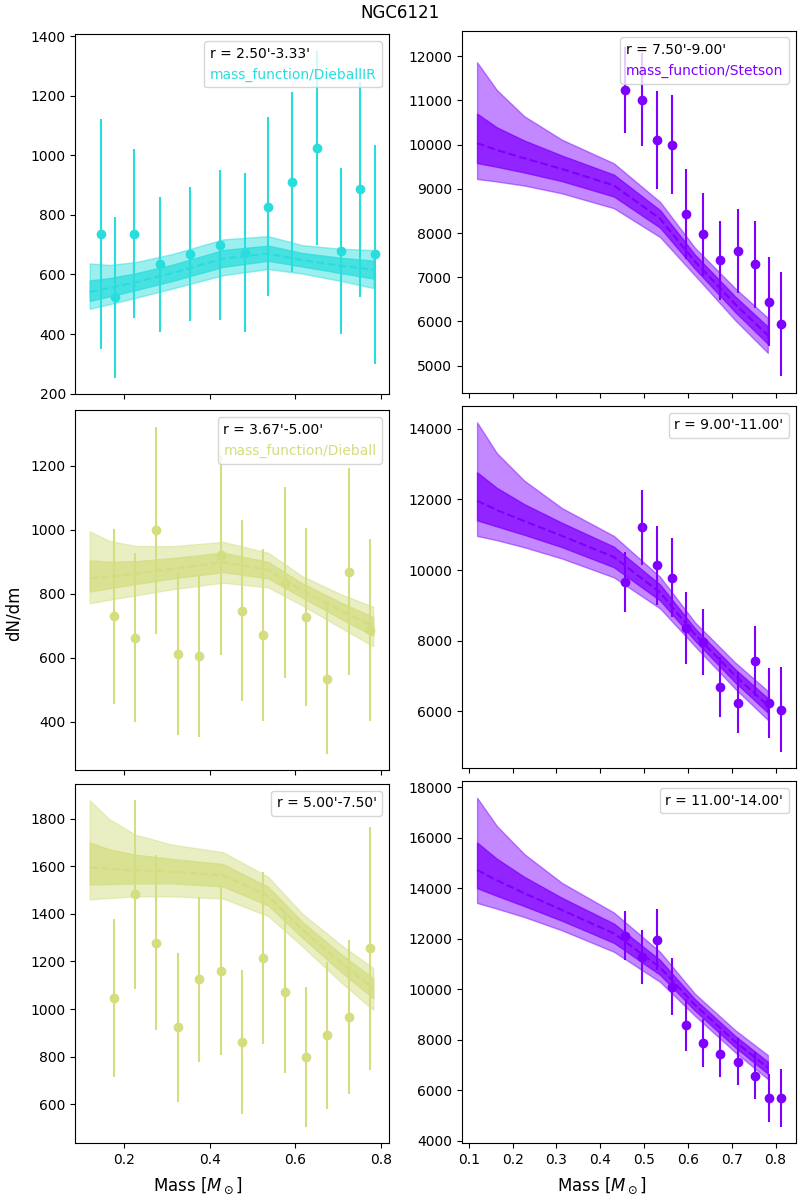 NGC6121
1400
1200
1000
800
600
400
200
r = 2.50'-3.33'
mass_function/DieballIR
12000
11000
10000
9000
8000
7000
6000
5000
r = 7.50'-9.00'
mass_function/Stetson
dN/dm
1200
1000
800
600
400
r = 3.67'-5.00'
mass_function/Dieball
14000
12000
10000
8000
6000
r = 9.00'-11.00'
1800
1600
1400
1200
1000
800
600
r = 5.00'-7.50'
0.2 0.4 0.6 0.8
Mass [M⊙]
18000
16000
14000
12000
10000
8000
6000
4000
r = 11.00'-14.00'
0.1 0.2 0.3 0.4 0.5 0.6 0.7 0.8
Mass [M⊙]